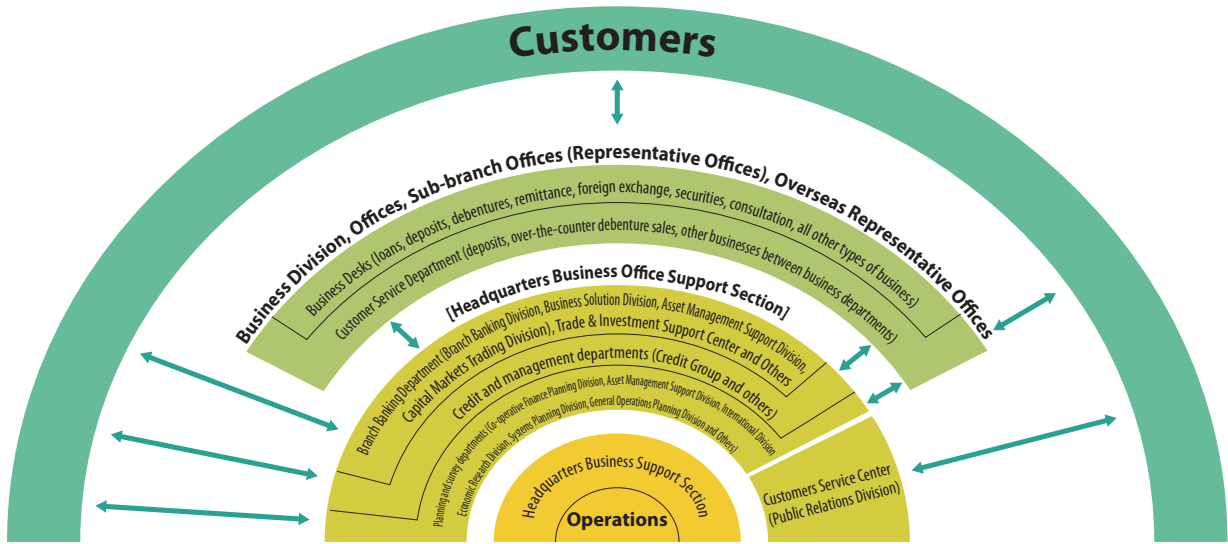 Customers
Business Division, Offices, Sub-branch Offices (Representative Offices), Overseas Representative Offices
Business Desks (loans, deposits, debentures, remittance, foreign exchange, securities, consultation, all other types of business)
Customer Service Department (deposits, over-the-counter debenture sales, other businesses between business departments)
[Headquarters Business Office Support Section]
Branch Banking Department (Branch Banking Division, Business Solution Division, Asset Management Support Division,
Capital Markets Trading Division), Trade & Investment Support Center and Others
Credit and management departments (Credit Group and others)
Planning and survey departments (Co-operative Finance Planning Division, Asset Management Support Division, International Division
Economic Research Division, Systems Planning Division, General Operations Planning Division and Others)
Customers Service Center
(Public Relations Division)
Headquarters Business Support Section
Operations